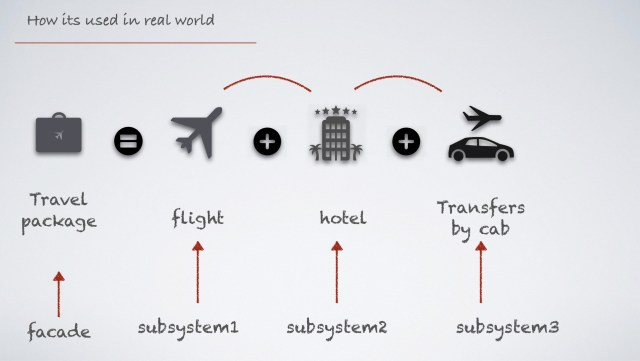 How its used in real world
Travel
package
flight
hotel
Transfers
by cab
facade
subsystem1
subsystem2
subsystem3